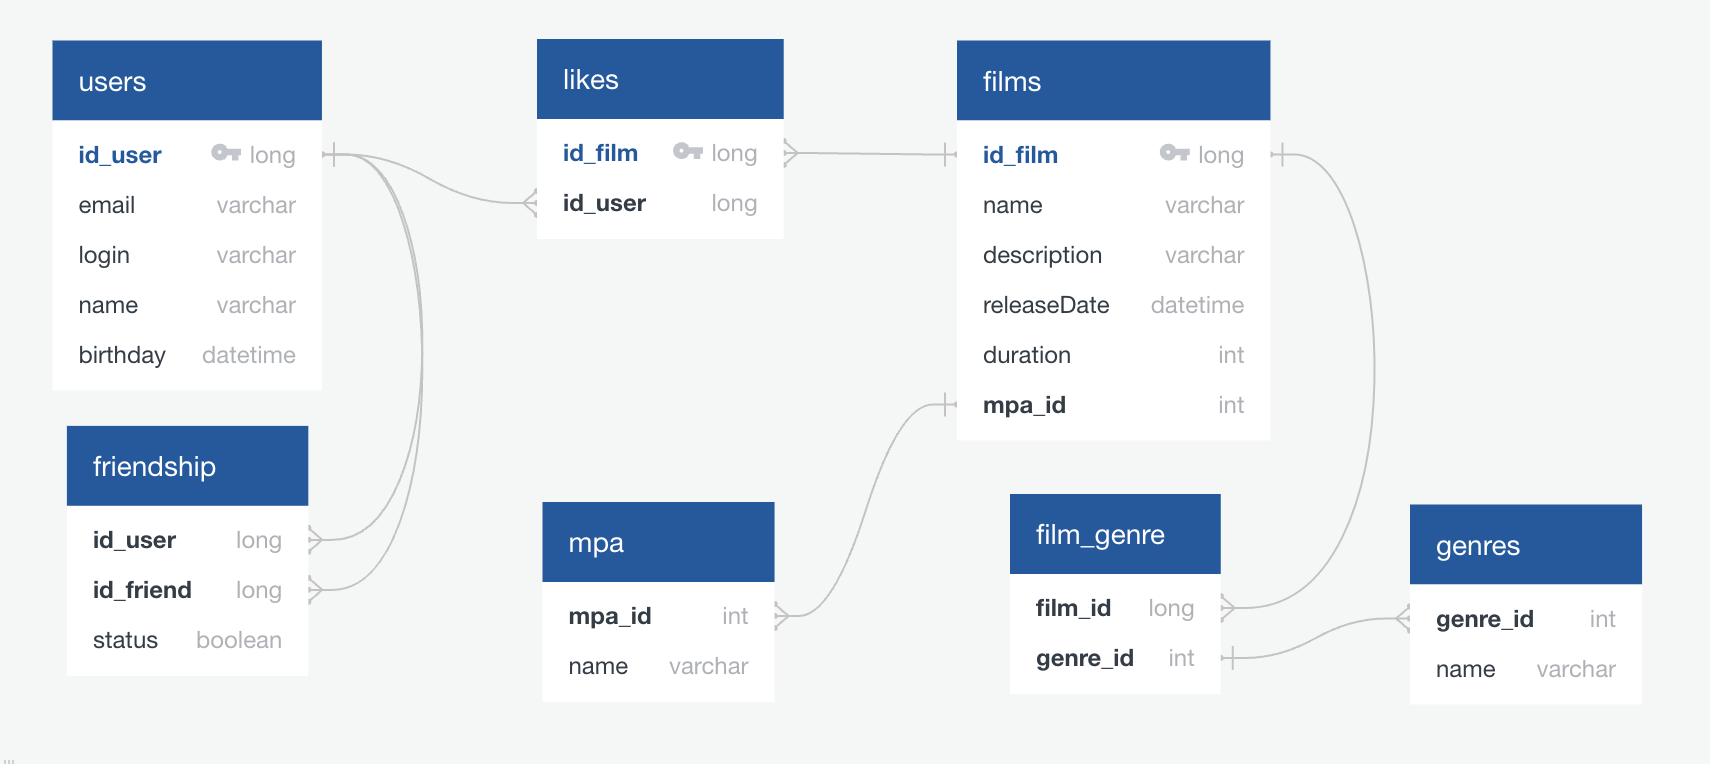 users
id_user long
email varchar
login varchar
name varchar
birthday datetime
likes
id_film long
id_user long
films
id_film long
name varchar
description varchar
releaseDate datetime
duration int
mpa_id int
friendship
id_user long
id_friend long
status boolean
mpa
mpa_id int
name varchar
film_genre
film_id long
genre_id int
genres
genre_id int
name varchar